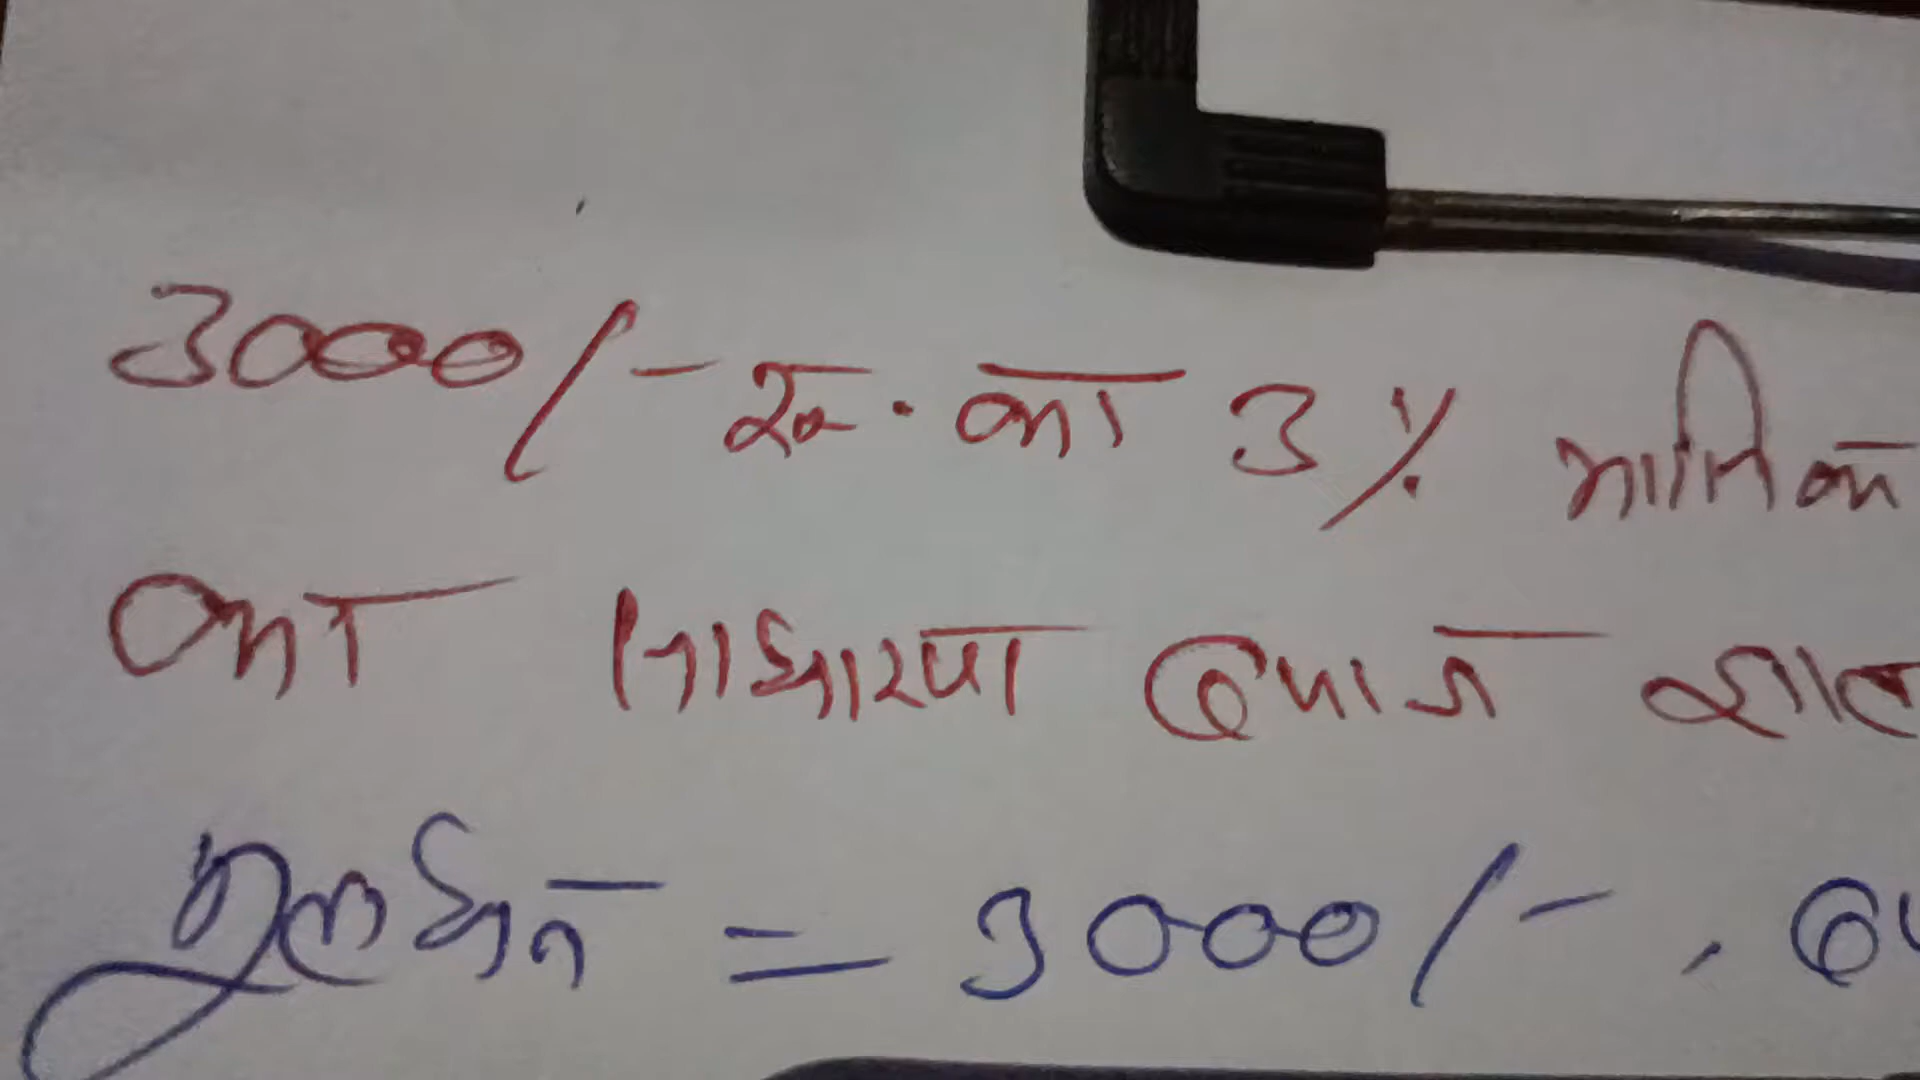 3000/- रू. का 3% मासिक
का साधारण ब्याज
मूलधन = 3000/- ,